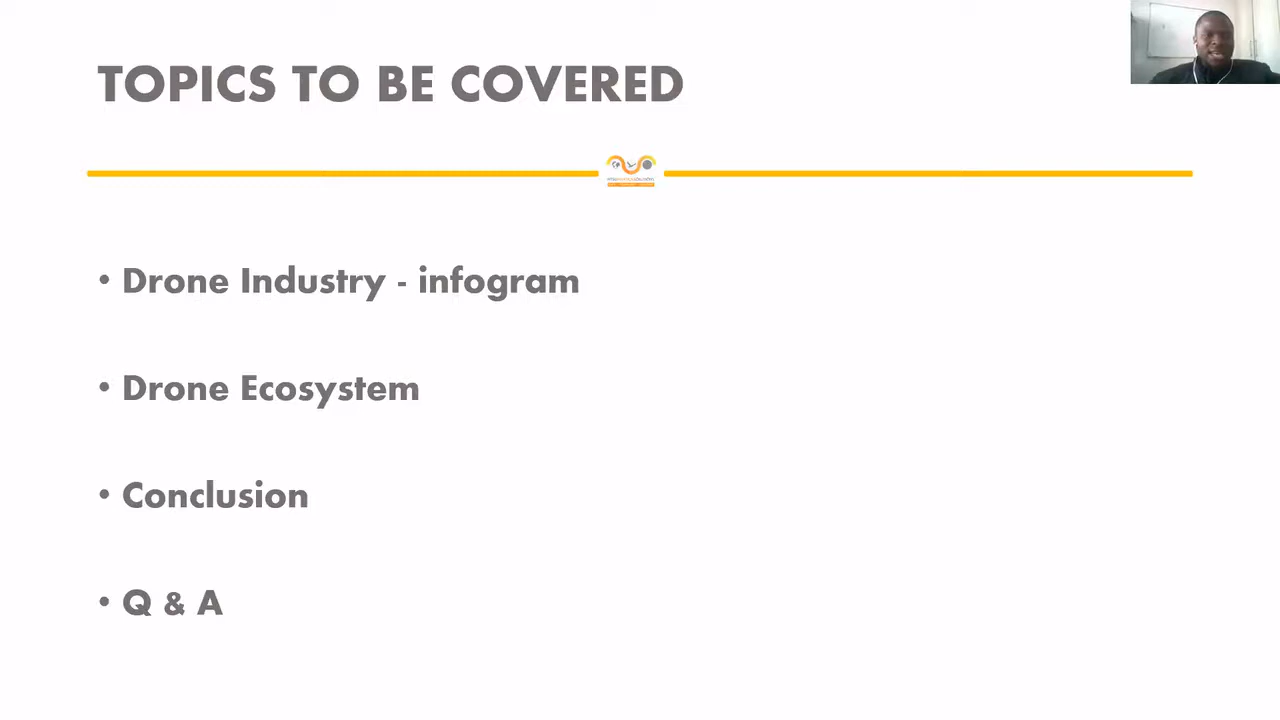 TOPICS TO BE COVERED
• Drone Industry - infogram
• Drone Ecosystem
• Conclusion
• Q & A